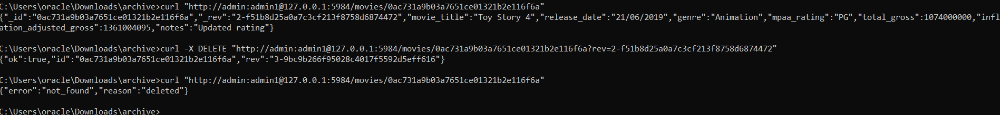 C:\Users\oracle\Downloads\archive>curl "http://admin:admin1@127.0.0.1:5984/movies/0ac731a9b03a7651ce01321b2e116f6a"
{"_id":"0ac731a9b03a7651ce01321b2e116f6a","_rev":"2-f51b8d25a0a7c3cf213f8758d6874472","movie_title":"Toy Story 4","release_date":"21/06/2019","genre":"Animation","mpaa_rating":"PG","total_gross":1074000000,"infl
ation_adjusted_gross":1361004095,"notes":"Updated rating"}
C:\Users\oracle\Downloads\archive>curl -X DELETE "http://admin:admin1@127.0.0.1:5984/movies/0ac731a9b03a7651ce01321b2e116f6a?rev=2-f51b8d25a0a7c3cf213f8758d6874472"
{"ok":true,"id":"0ac731a9b03a7651ce01321b2e116f6a","rev":"3-9bc9b266f95028c4017f5592d5eff616"}
C:\Users\oracle\Downloads\archive>curl "http://admin:admin1@127.0.0.1:5984/movies/0ac731a9b03a7651ce01321b2e116f6a"
{"error":"not_found","reason":"deleted"}
C:\Users\oracle\Downloads\archive>